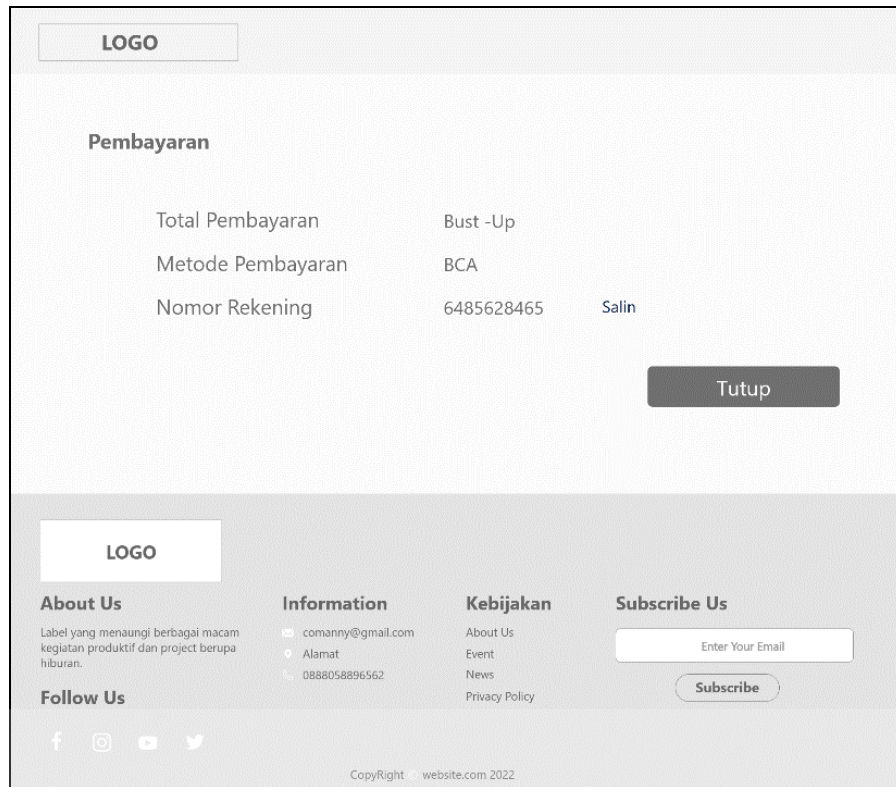 LOGO
Pembayaran
Total Pembayaran Bust -Up
Metode Pembayaran BCA
Nomor Rekening 6485628465 Salin
Tutup
LOGO
About Us
Label yang menaungi berbagai macam
kegiatan produktif dan project berupa
hiburan.
Follow Us
Information
comanny@gmail.com
Alamat
0888058896562
Kebijakan
About Us
Event
News
Privacy Policy
Subscribe Us
Enter Your Email
Subscribe
CopyRight © website.com 2022